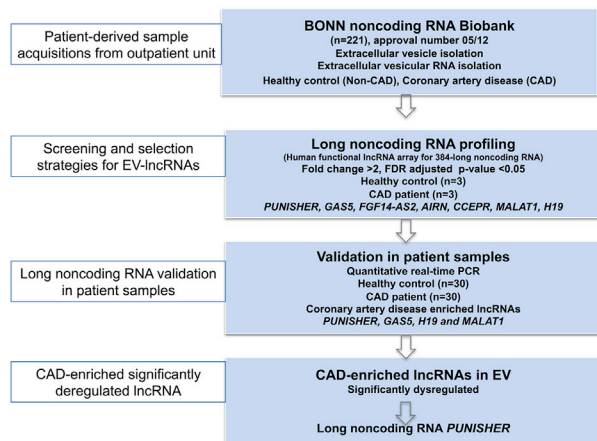 Patient-derived sample
acquisitions from outpatient unit
BONN noncoding RNA Biobank
(n=221), approval number 05/12
Extracellular vesicle isolation
Extracellular vesicular RNA isolation
Healthy control (Non-CAD), Coronary artery disease (CAD)
Screening and selection
strategies for EV-lncRNAs
Long noncoding RNA profiling
(Human functional lncRNA array for 384-long noncoding RNA)
Fold change >2, FDR adjusted p-value <0.05
Healthy control (n=3)
CAD patient (n=3)
PUNISHER, GAS5, FGF14-AS2, AIRN, CCEPR, MALAT1, H19
Long noncoding RNA validation
in patient samples
Validation in patient samples
Quantitative real-time PCR
Healthy control (n=30)
CAD patient (n=30)
Coronary artery disease enriched lncRNAs
PUNISHER, GAS5, H19 and MALAT1
CAD-enriched significantly
deregulated lncRNA
CAD-enriched lncRNAs in EV
Significantly dysregulated
Long noncoding RNA PUNISHER